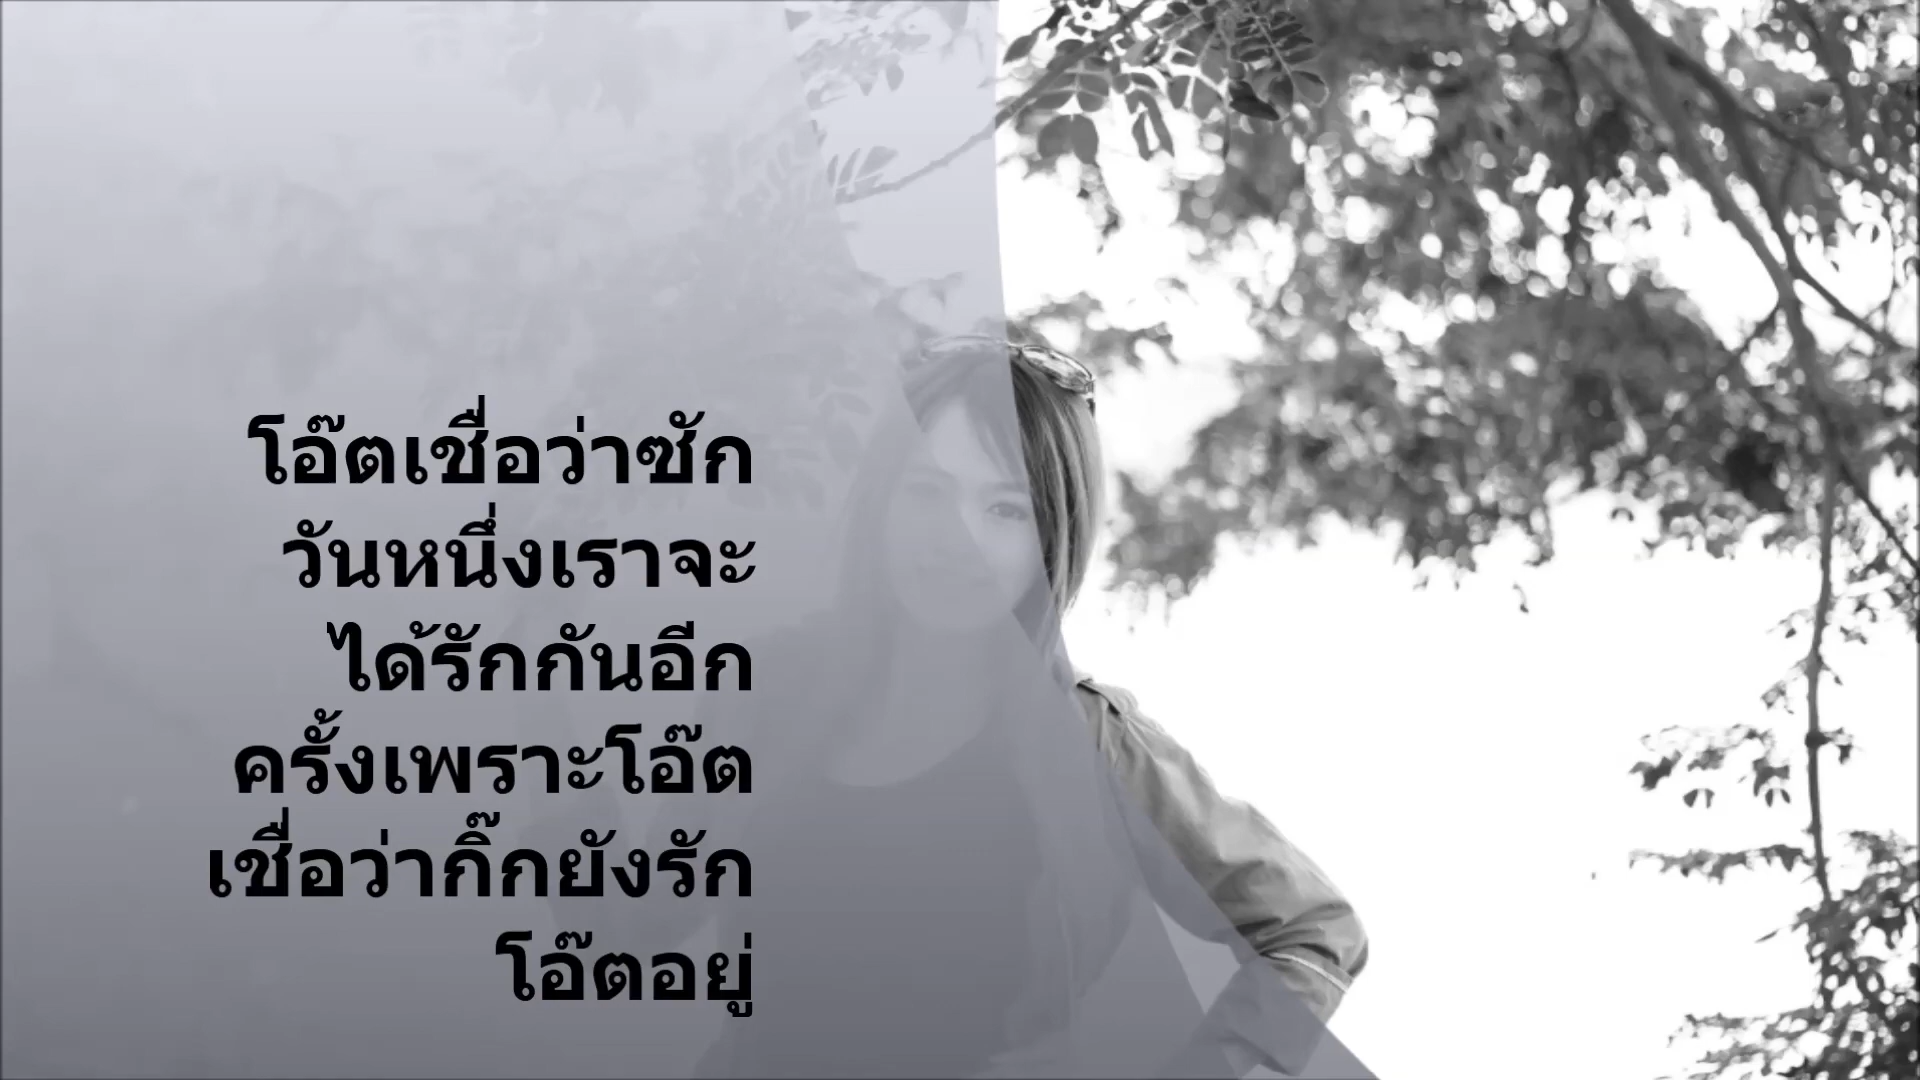 โอ๊ตเชื่อว่าซัก
วันหนึ่งเราจะ
ได้รักกันอีก
ครั้งเพราะโอ๊ต
เชื่อว่ากิ๊กยังรัก
โอ๊ตอยู่